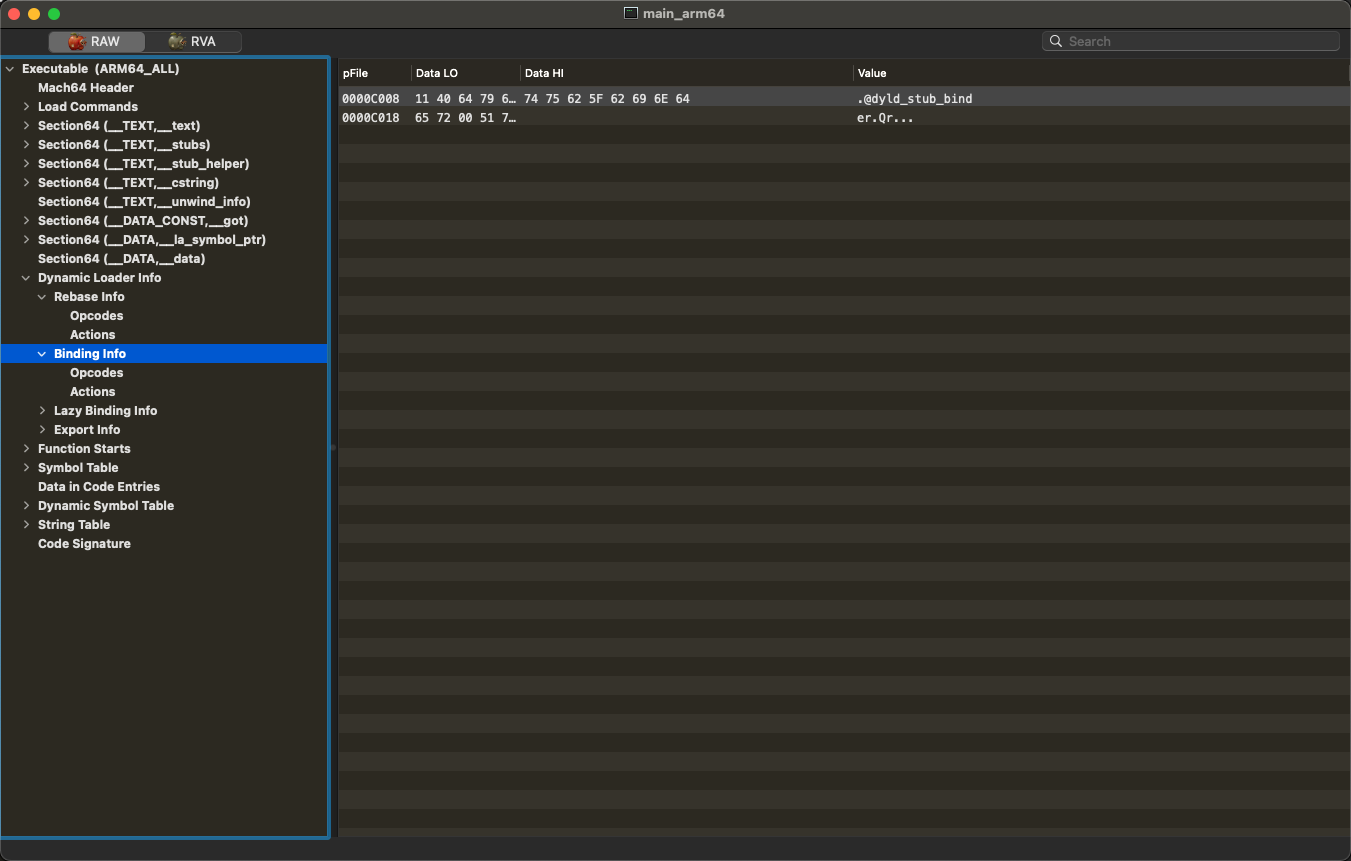 main_arm64
RAW RVA Search
pFile Data LO Data HI Value
0000C008 11 40 64 79 6… 74 75 62 5F 62 69 6E 64 .@dyld_stub_bind
0000C018 65 72 00 51 7… er.Qr...
Executable (ARM64_ALL)
Mach64 Header
Load Commands
Section64 (__TEXT,__text)
Section64 (__TEXT,__stubs)
Section64 (__TEXT,__stub_helper)
Section64 (__TEXT,__cstring)
Section64 (__TEXT,__unwind_info)
Section64 (__DATA_CONST,__got)
Section64 (__DATA,__la_symbol_ptr)
Section64 (__DATA,__data)
Dynamic Loader Info
Rebase Info
Opcodes
Actions
Binding Info
Opcodes
Actions
Lazy Binding Info
Export Info
Function Starts
Symbol Table
Data in Code Entries
Dynamic Symbol Table
String Table
Code Signature